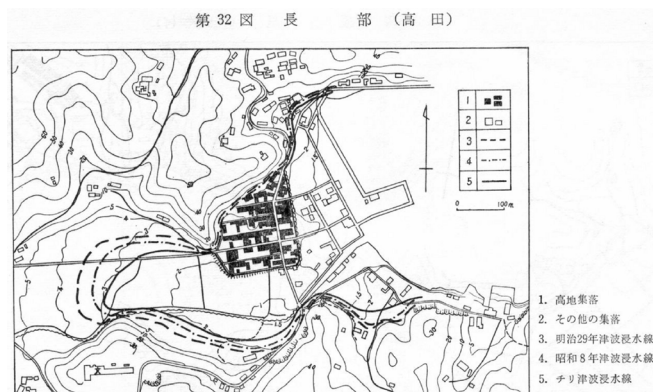 第32図 長 部 (高 田)
1
2
3
4
5
0 100m
1. 高地集落
2. その他の集落
3. 明治29年津波浸水線
4. 昭和8年津波浸水線
5. チリ津波浸水線